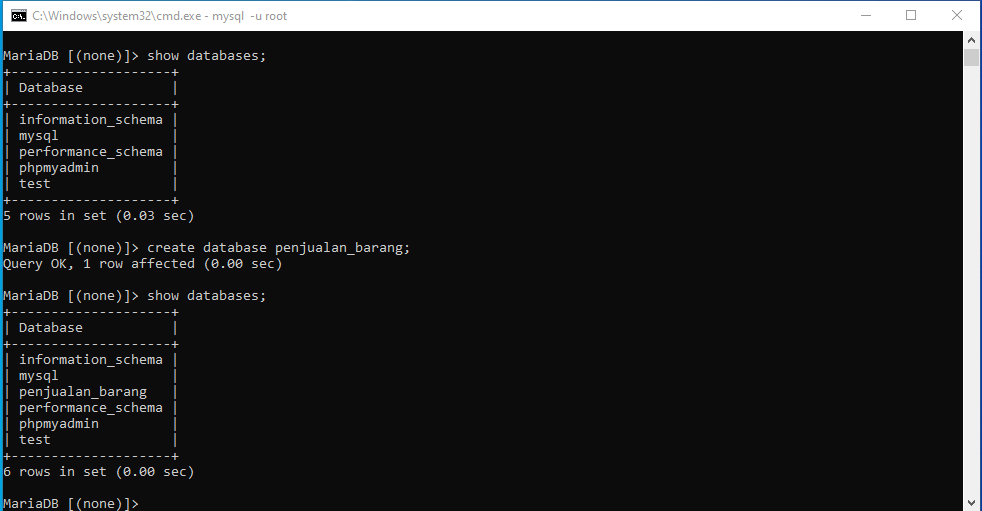 C:\Windows\system32\cmd.exe - mysql  -u root
MariaDB [(none)]> show databases;
+--------------------+
| Database           |
+--------------------+
| information_schema |
| mysql              |
| performance_schema |
| phpmyadmin         |
| test               |
+--------------------+
5 rows in set (0.03 sec)
MariaDB [(none)]> create database penjualan_barang;
Query OK, 1 row affected (0.00 sec)
MariaDB [(none)]> show databases;
+--------------------+
| Database           |
+--------------------+
| information_schema |
| mysql              |
| penjualan_barang   |
| performance_schema |
| phpmyadmin         |
| test               |
+--------------------+
6 rows in set (0.00 sec)
MariaDB [(none)]>